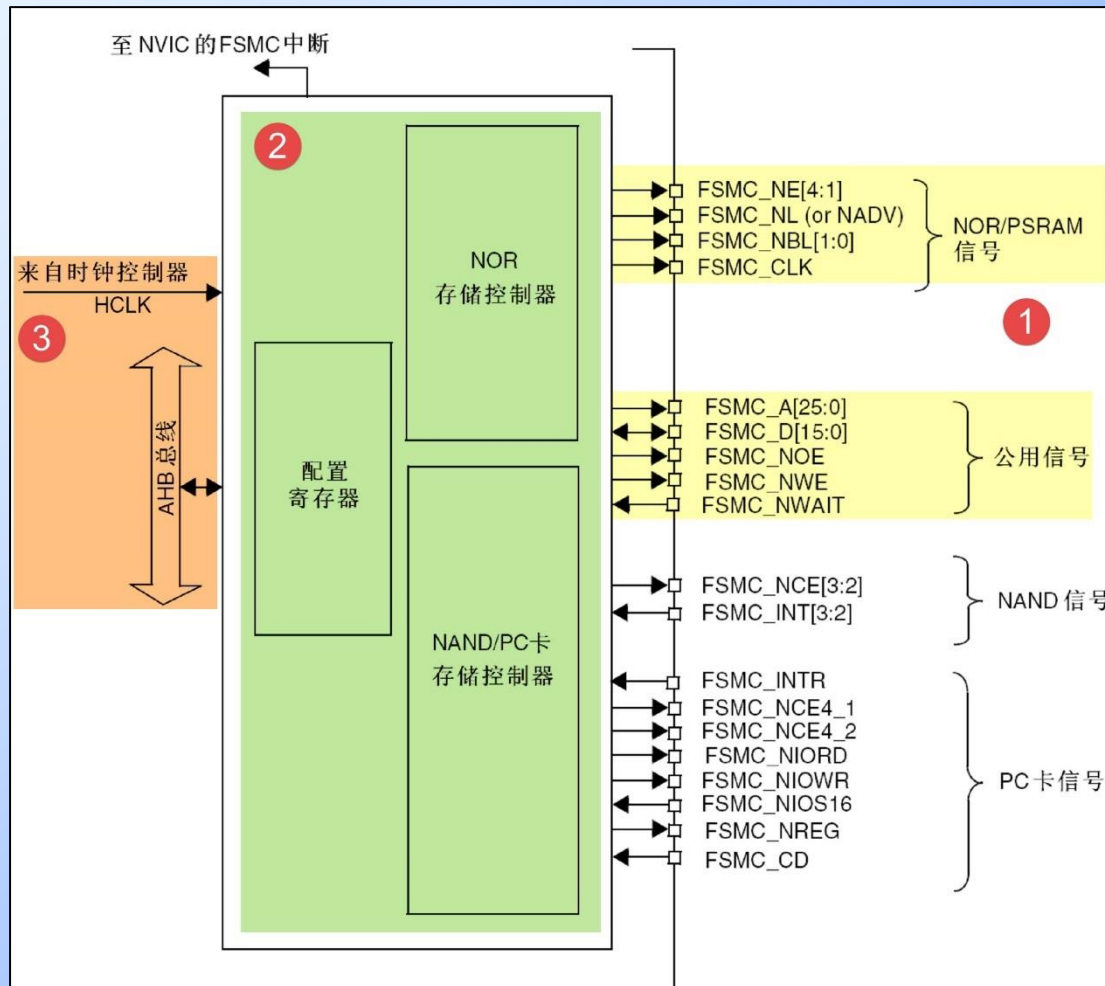 至 NVIC 的FSMC中断
2
NOR
存储控制器
配置
寄存器
NAND/PC卡
存储控制器
来自时钟控制器
HCLK
3
AHB 总线
FSMC_NE[4:1]
FSMC_NL (or NADV)
FSMC_NBL[1:0]
FSMC_CLK
NOR/PSRAM
信号
1
FSMC_A[25:0]
FSMC_D[15:0]
FSMC_NOE
FSMC_NWE
FSMC_NWAIT
公用信号
FSMC_NCE[3:2]
FSMC_INT[3:2]
NAND 信号
FSMC_INTR
FSMC_NCE4_1
FSMC_NCE4_2
FSMC_NIORD
FSMC_NIOWR
FSMC_NIOS16
FSMC_NREG
FSMC_CD
PC 卡信号